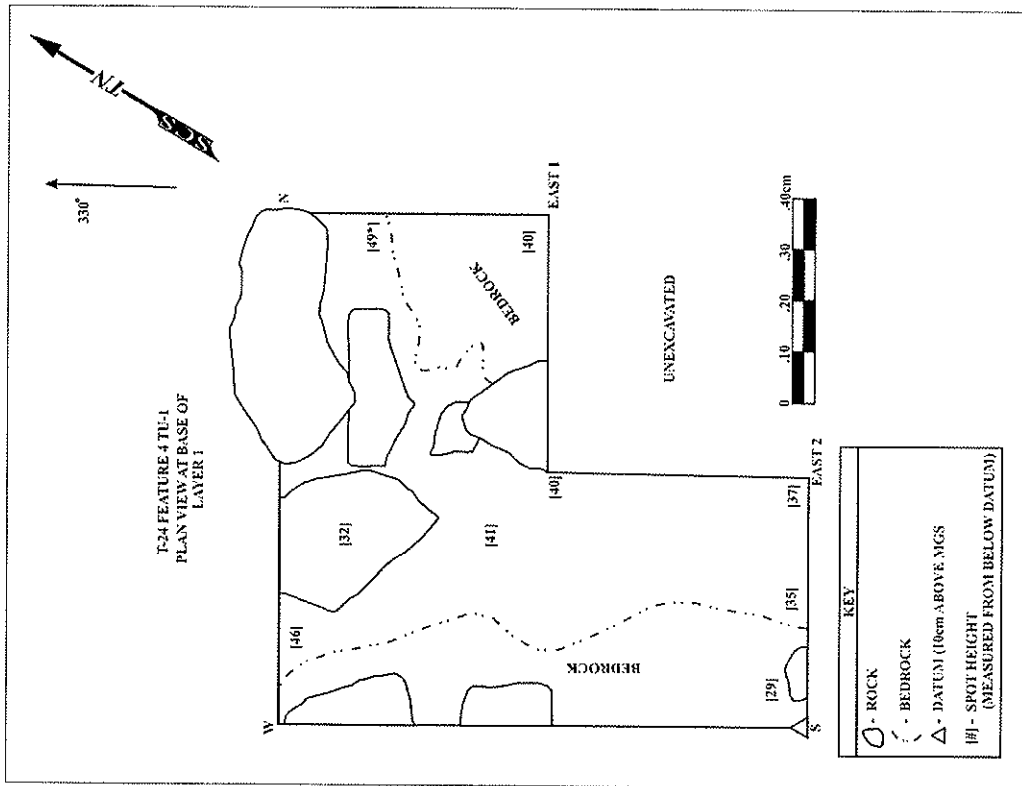 T-24 FEATURE 4 TU-1
PLAN VIEW AT BASE OF
LAYER 1
330°
TN
SCS
W
N
[46]
[32]
[49*]
[41]
BEDROCK
[40]
[40]
EAST 1
BEDROCK
UNEXCAVATED
[29]
[35]
[37]
S
EAST 2
0 .10 .20 .30 .40cm
KEY
- ROCK
- BEDROCK
- DATUM (10cm ABOVE MGS
[#] - SPOT HEIGHT
(MEASURED FROM BELOW DATUM)